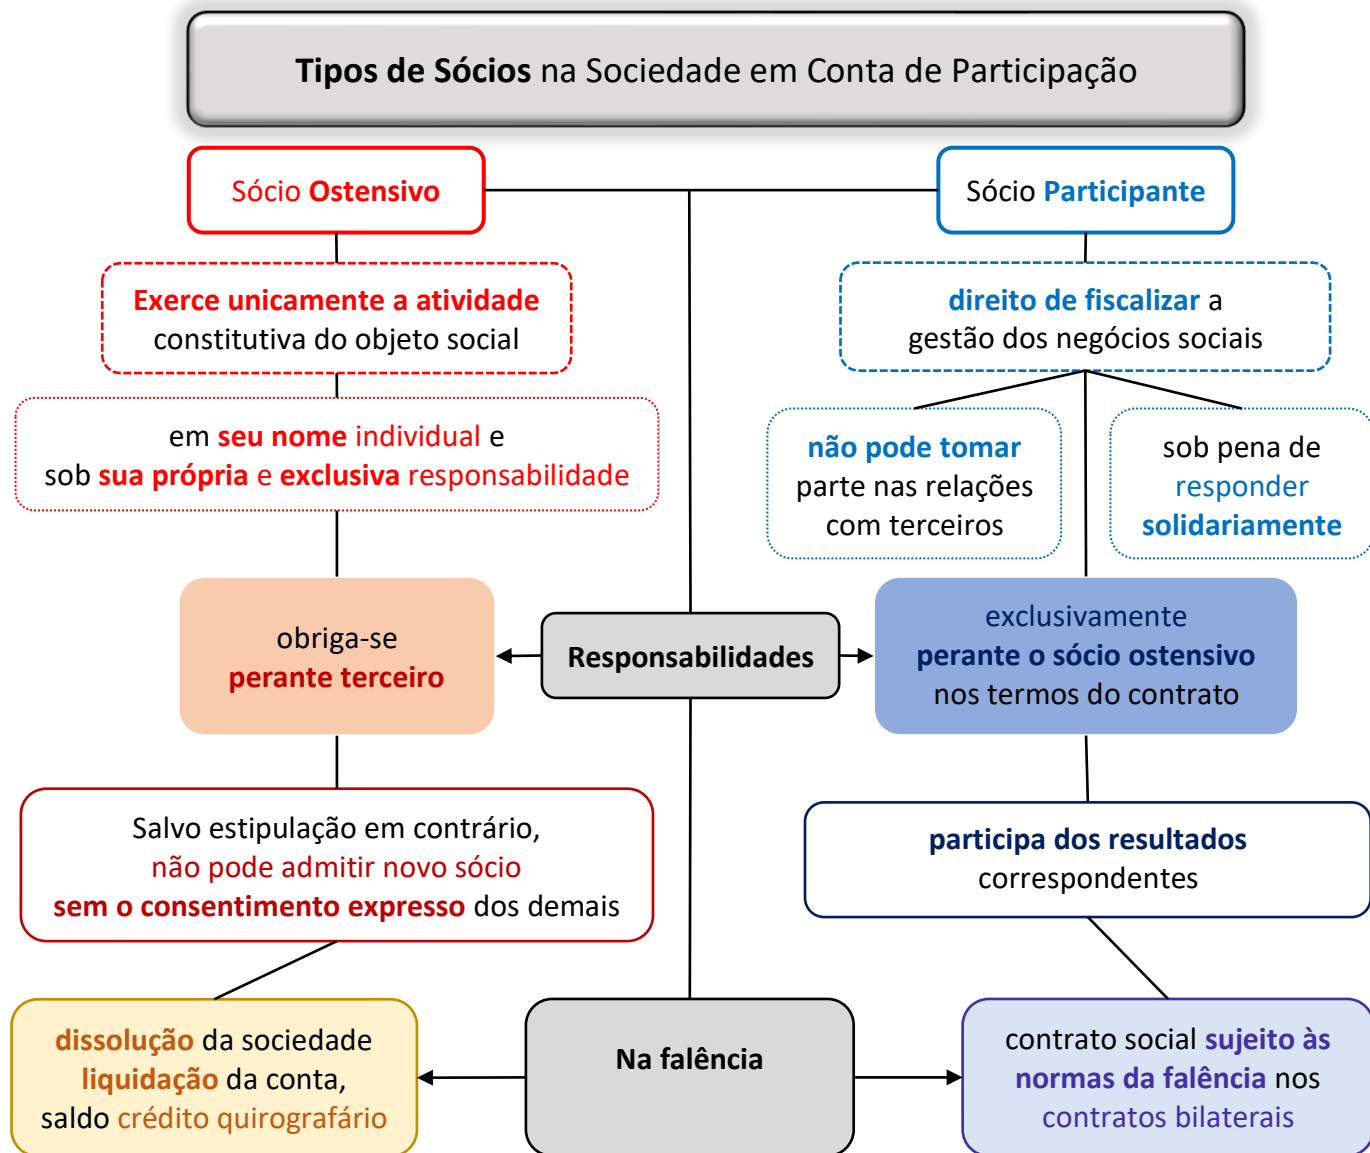 Tipos de Sócios na Sociedade em Conta de Participação
Sócio Ostensivo
Sócio Participante
Exerce unicamente a atividade
constitutiva do objeto social
direito de fiscalizar a
gestão dos negócios sociais
em seu nome individual e
sob sua própria e exclusiva responsabilidade
não pode tomar
parte nas relações
com terceiros
sob pena de
responder
solidariamente
obriga-se
perante terceiro
Responsabilidades
exclusivamente
perante o sócio ostensivo
nos termos do contrato
Salvo estipulação em contrário,
não pode admitir novo sócio
sem o consentimento expresso dos demais
participa dos resultados
correspondentes
dissolução da sociedade
liquidação da conta,
saldo crédito quirografário
Na falência
contrato social sujeito às
normas da falência nos
contratos bilaterais